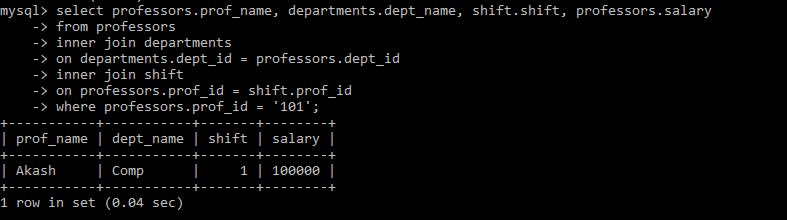 mysql> select professors.prof_name, departments.dept_name, shift.shift, professors.salary
    -> from professors
    -> inner join departments
    -> on departments.dept_id = professors.dept_id
    -> inner join shift
    -> on professors.prof_id = shift.prof_id
    -> where professors.prof_id = '101';
+-----------+-----------+-------+--------+
| prof_name | dept_name | shift | salary |
+-----------+-----------+-------+--------+
| Akash     | Comp      |     1 | 100000 |
+-----------+-----------+-------+--------+
1 row in set (0.04 sec)